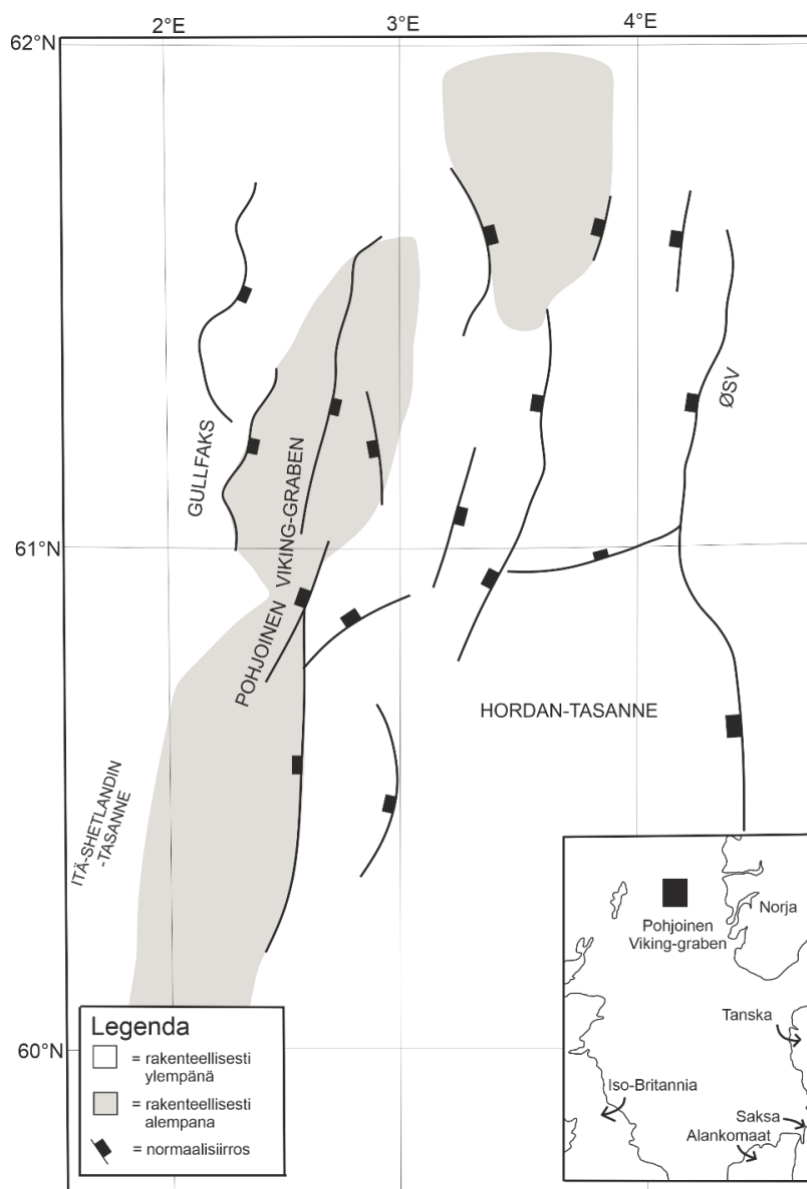 2°E
3°E
4°E
62°N
61°N
60°N
GULLFAKS
POHJOINEN VIKING-GRABEN
ØSV
HORDAN-TASANNE
ITÄ-SHETLANDIN
-TASANNE
Legenda
= rakenteellisesti
ylempänä
= rakenteellisesti
alempana
= normaalisiirros
Norja
Pohjoinen
Viking-graben
Tanska
Iso-Britannia
Saksa
Alankomaat